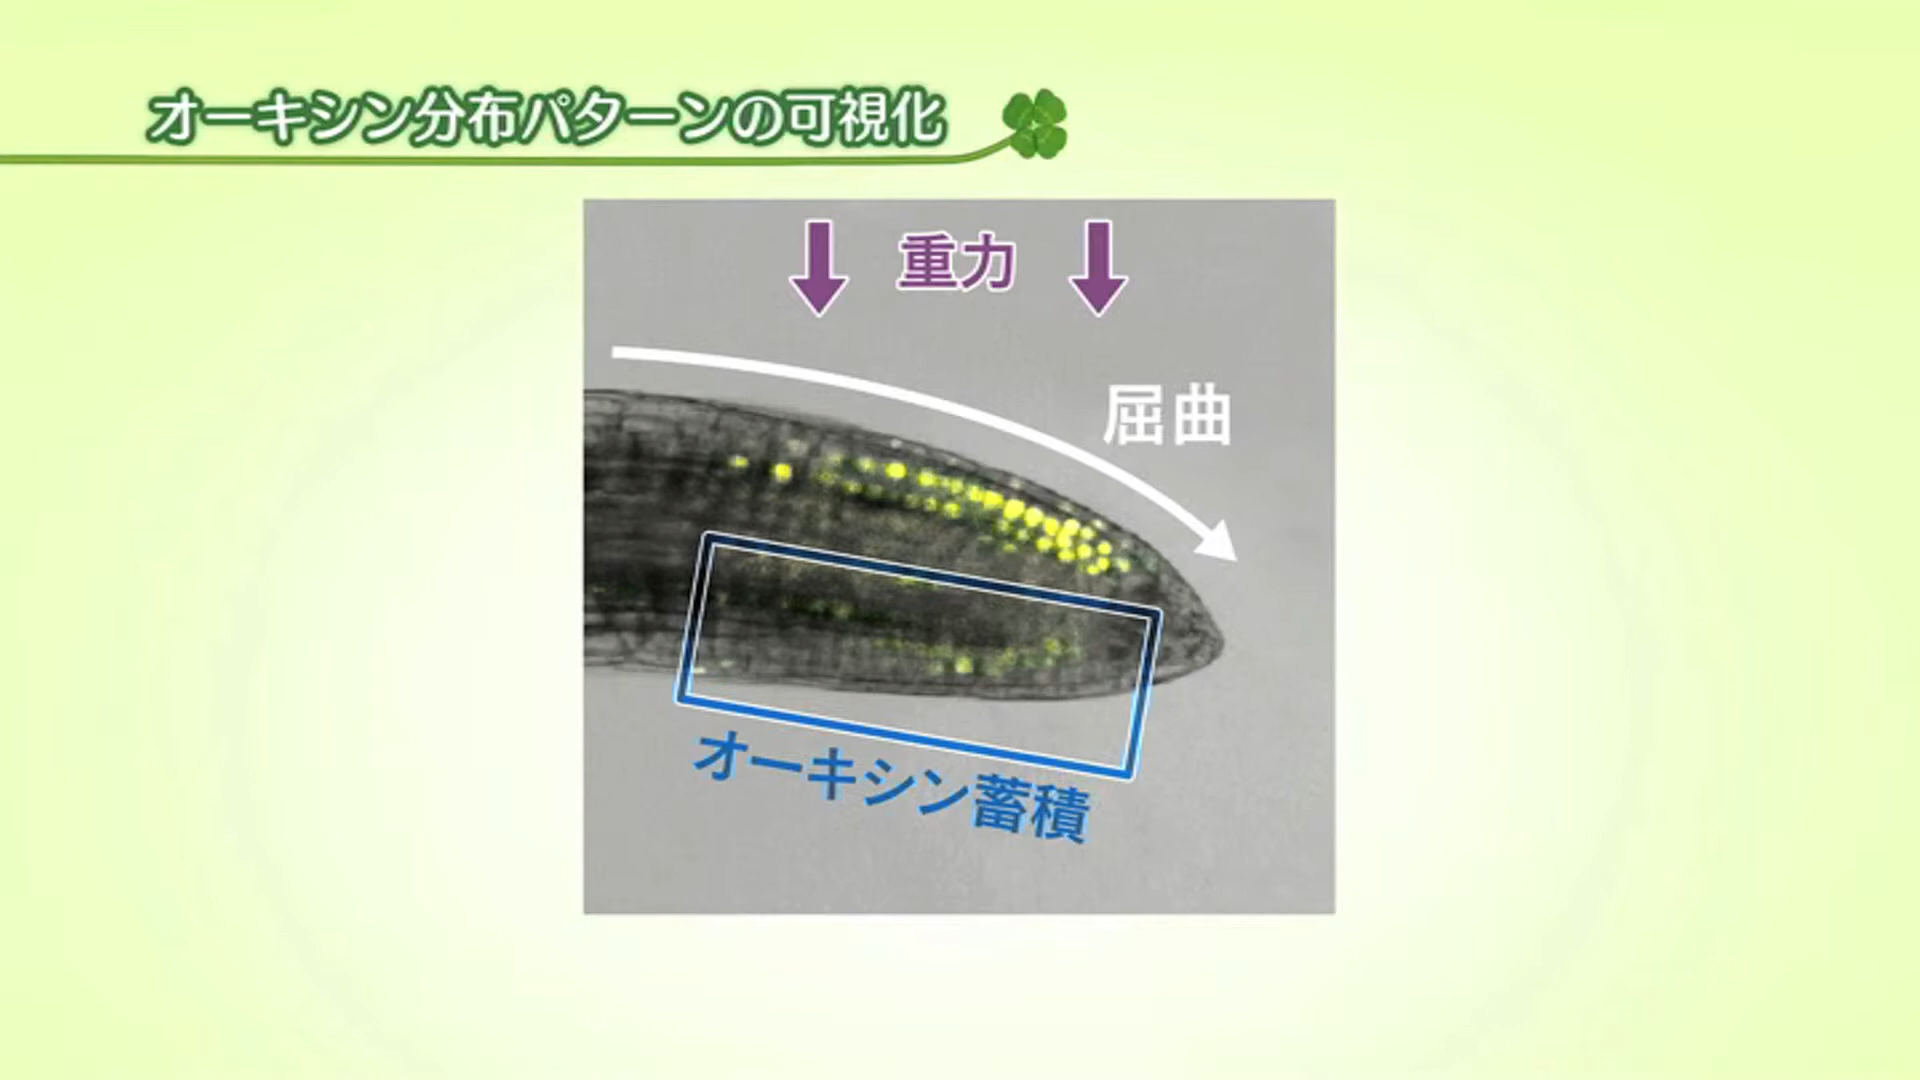 オーキシン分布パターンの可視化
重力
屈曲
オーキシン蓄積